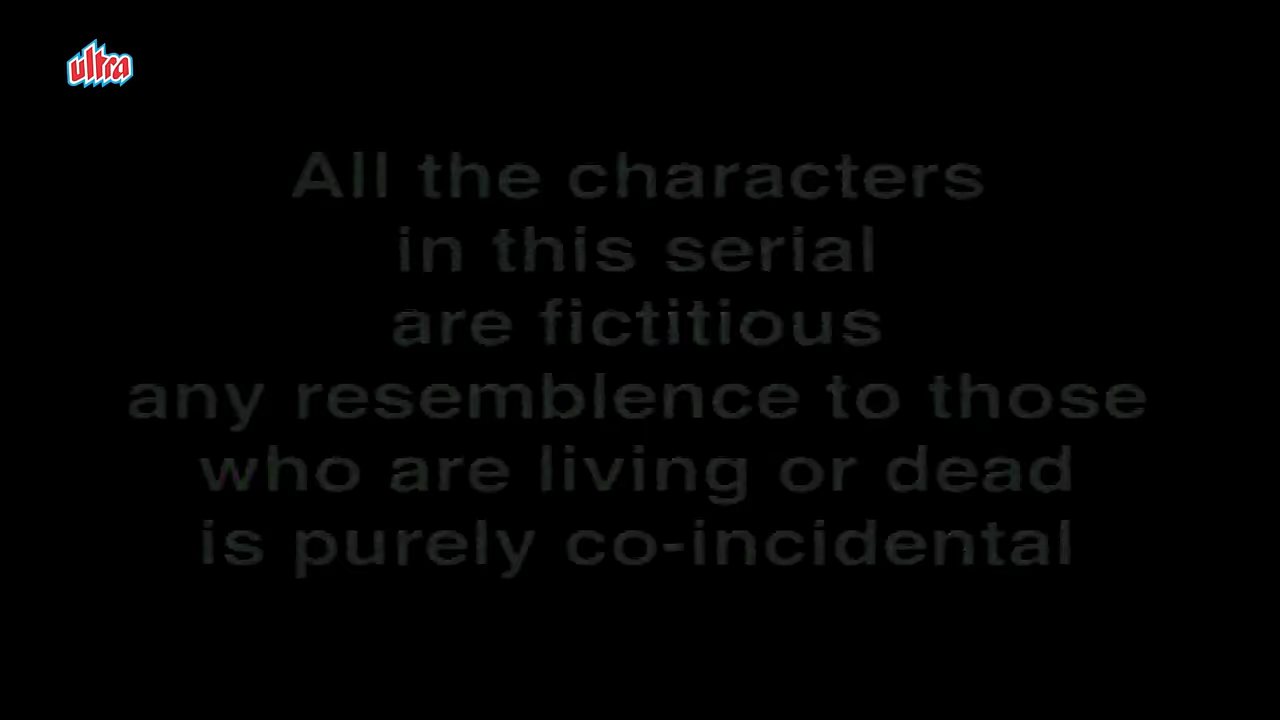 ultra
All the characters
in this serial
are fictitious
any resemblence to those
who are living or dead
is purely co-incidental